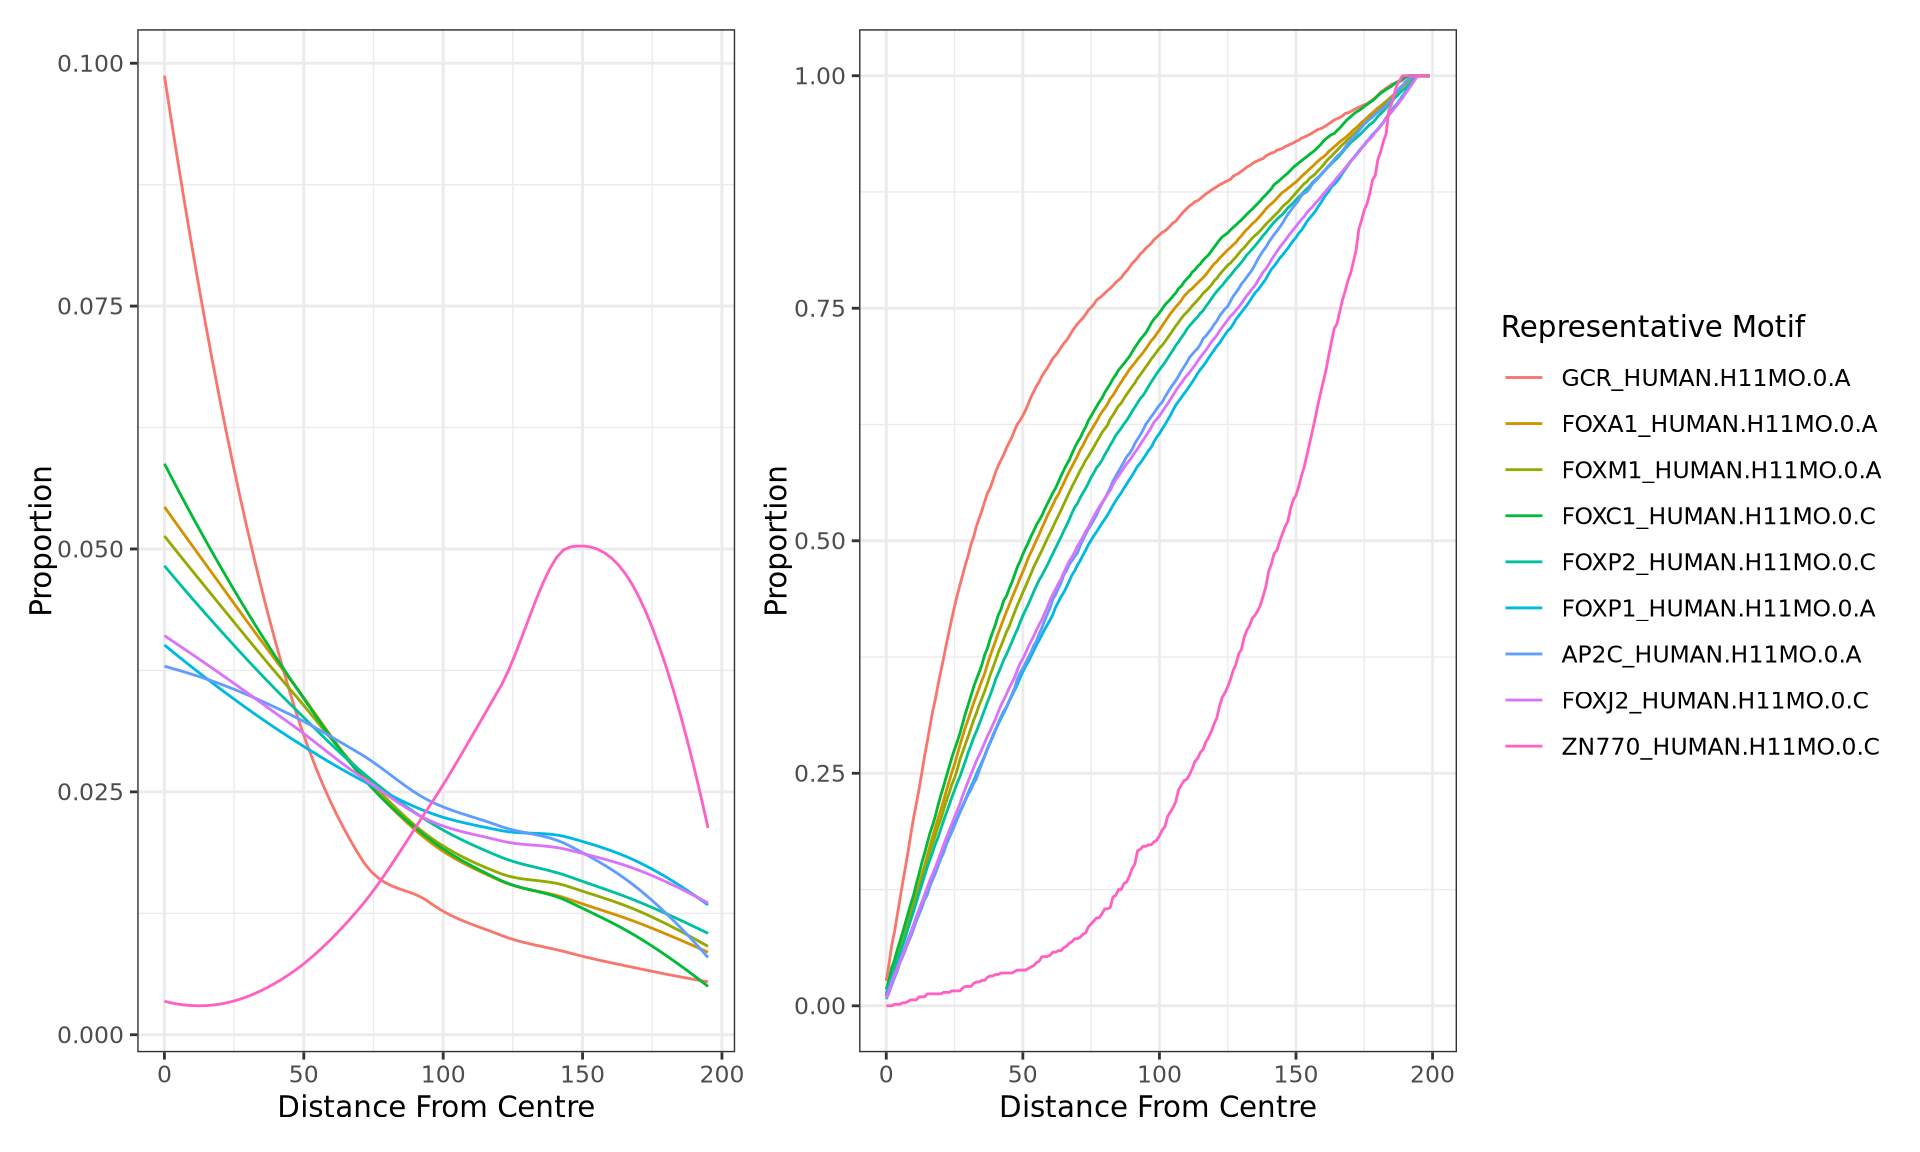 0.100
0.075
0.050
0.025
0.000
Proportion
0
50
100
150
200
Distance From Centre
1.00
0.75
0.50
0.25
0.00
Proportion
0
50
100
150
200
Distance From Centre
Representative Motif
GCR_HUMAN.H11MO.0.A
FOXA1_HUMAN.H11MO.0.A
FOXM1_HUMAN.H11MO.0.A
FOXC1_HUMAN.H11MO.0.C
FOXP2_HUMAN.H11MO.0.C
FOXP1_HUMAN.H11MO.0.A
AP2C_HUMAN.H11MO.0.A
FOXJ2_HUMAN.H11MO.0.C
ZN770_HUMAN.H11MO.0.C